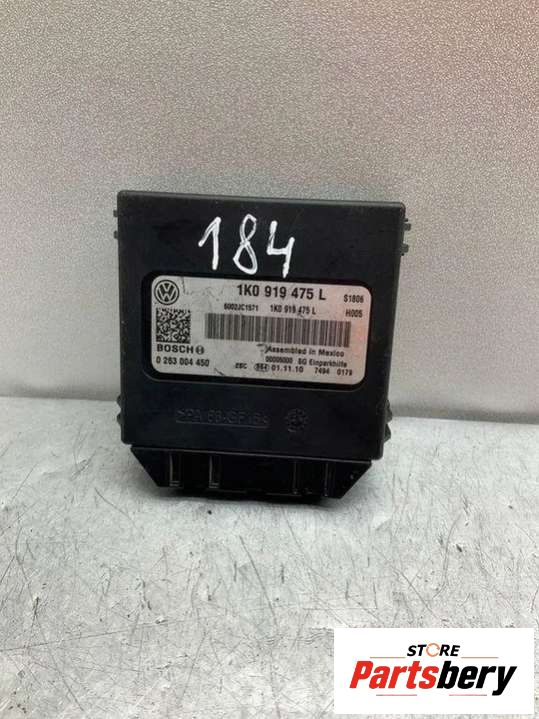 184
1K0 919 475 L
S1806
6002JC1571 1K0 919 475 L
H005
BOSCH
Assembled in Mexico
00006000 SG Einparkhilfe
0 263 004 450
01.11.10 7494 0179
STORE
Partsbery